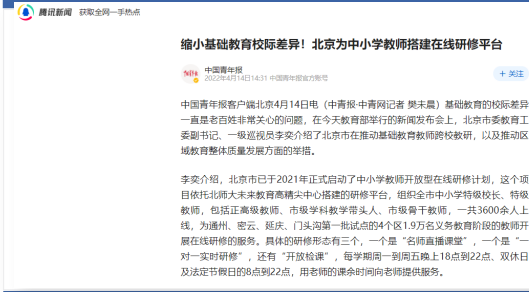 腾讯新闻 获取全网一手热点
缩小基础教育校际差异！北京为中小学教师搭建在线研修平台
中国青年报
2022年4月14日14:31 中国青年报官方账号
+ 关注
中国青年报客户端北京4月14日电（中青报·中青网记者 樊未晨）基础教育的校际差异
一直是老百姓非常关心的问题，在今天教育部举行的新闻发布会上，北京市委教育工
委副书记、一级巡视员李奕介绍了北京市在推动基础教育教师跨校教研，以及推动区
域教育整体质量发展方面的举措。
李奕介绍，北京市已于2021年正式启动了中小学教师开放型在线研修计划，这个项
目依托北师大未来教育高精尖中心搭建的研修平台，组织全市中小学特级校长、特级
教师，包括正高级教师、市级学科教学带头人、市级骨干教师，一共3600余人上
线，为通州、密云、延庆、门头沟第一批试点的4个区1.9万名义务教育阶段的教师开
展在线研修的服务。具体的研修形态有三个，一个是“名师直播课堂”，一个是“一
对一实时研修”，还有“开放检课”，每学期周一到周五晚上18点到22点、双休日
及法定节假日的8点到22点，用老师的课余时间向老师提供服务。